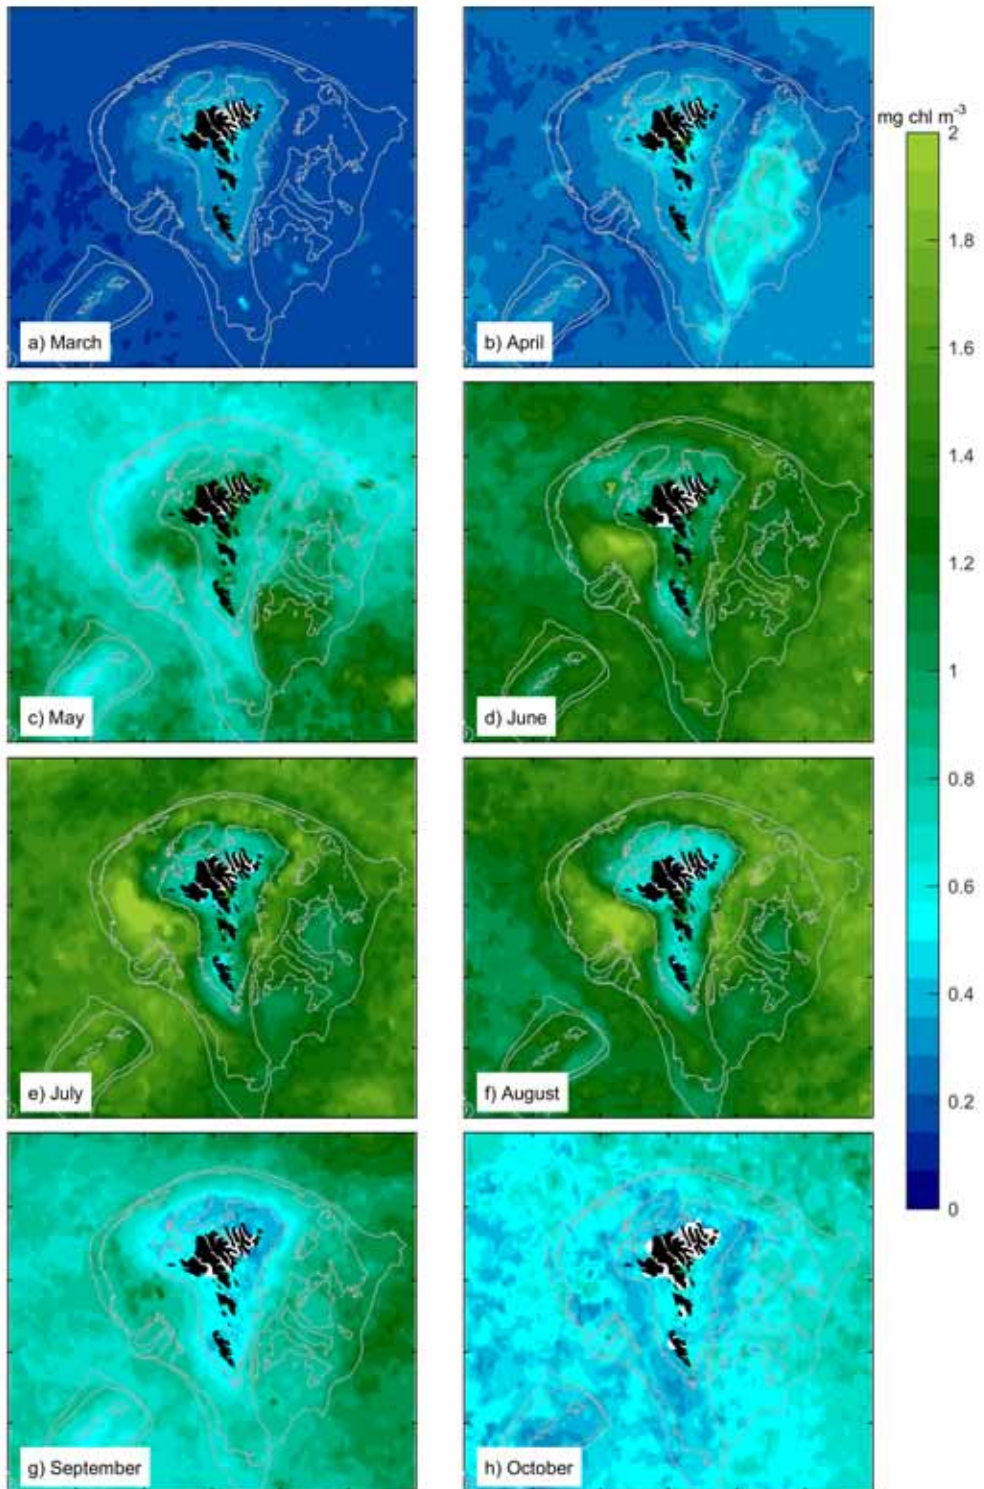 a) March
b) April
mg chl m-3
2
1.8
1.6
1.4
1.2
1
0.8
0.6
0.4
0.2
0
c) May
d) June
e) July
f) August
g) September
h) October